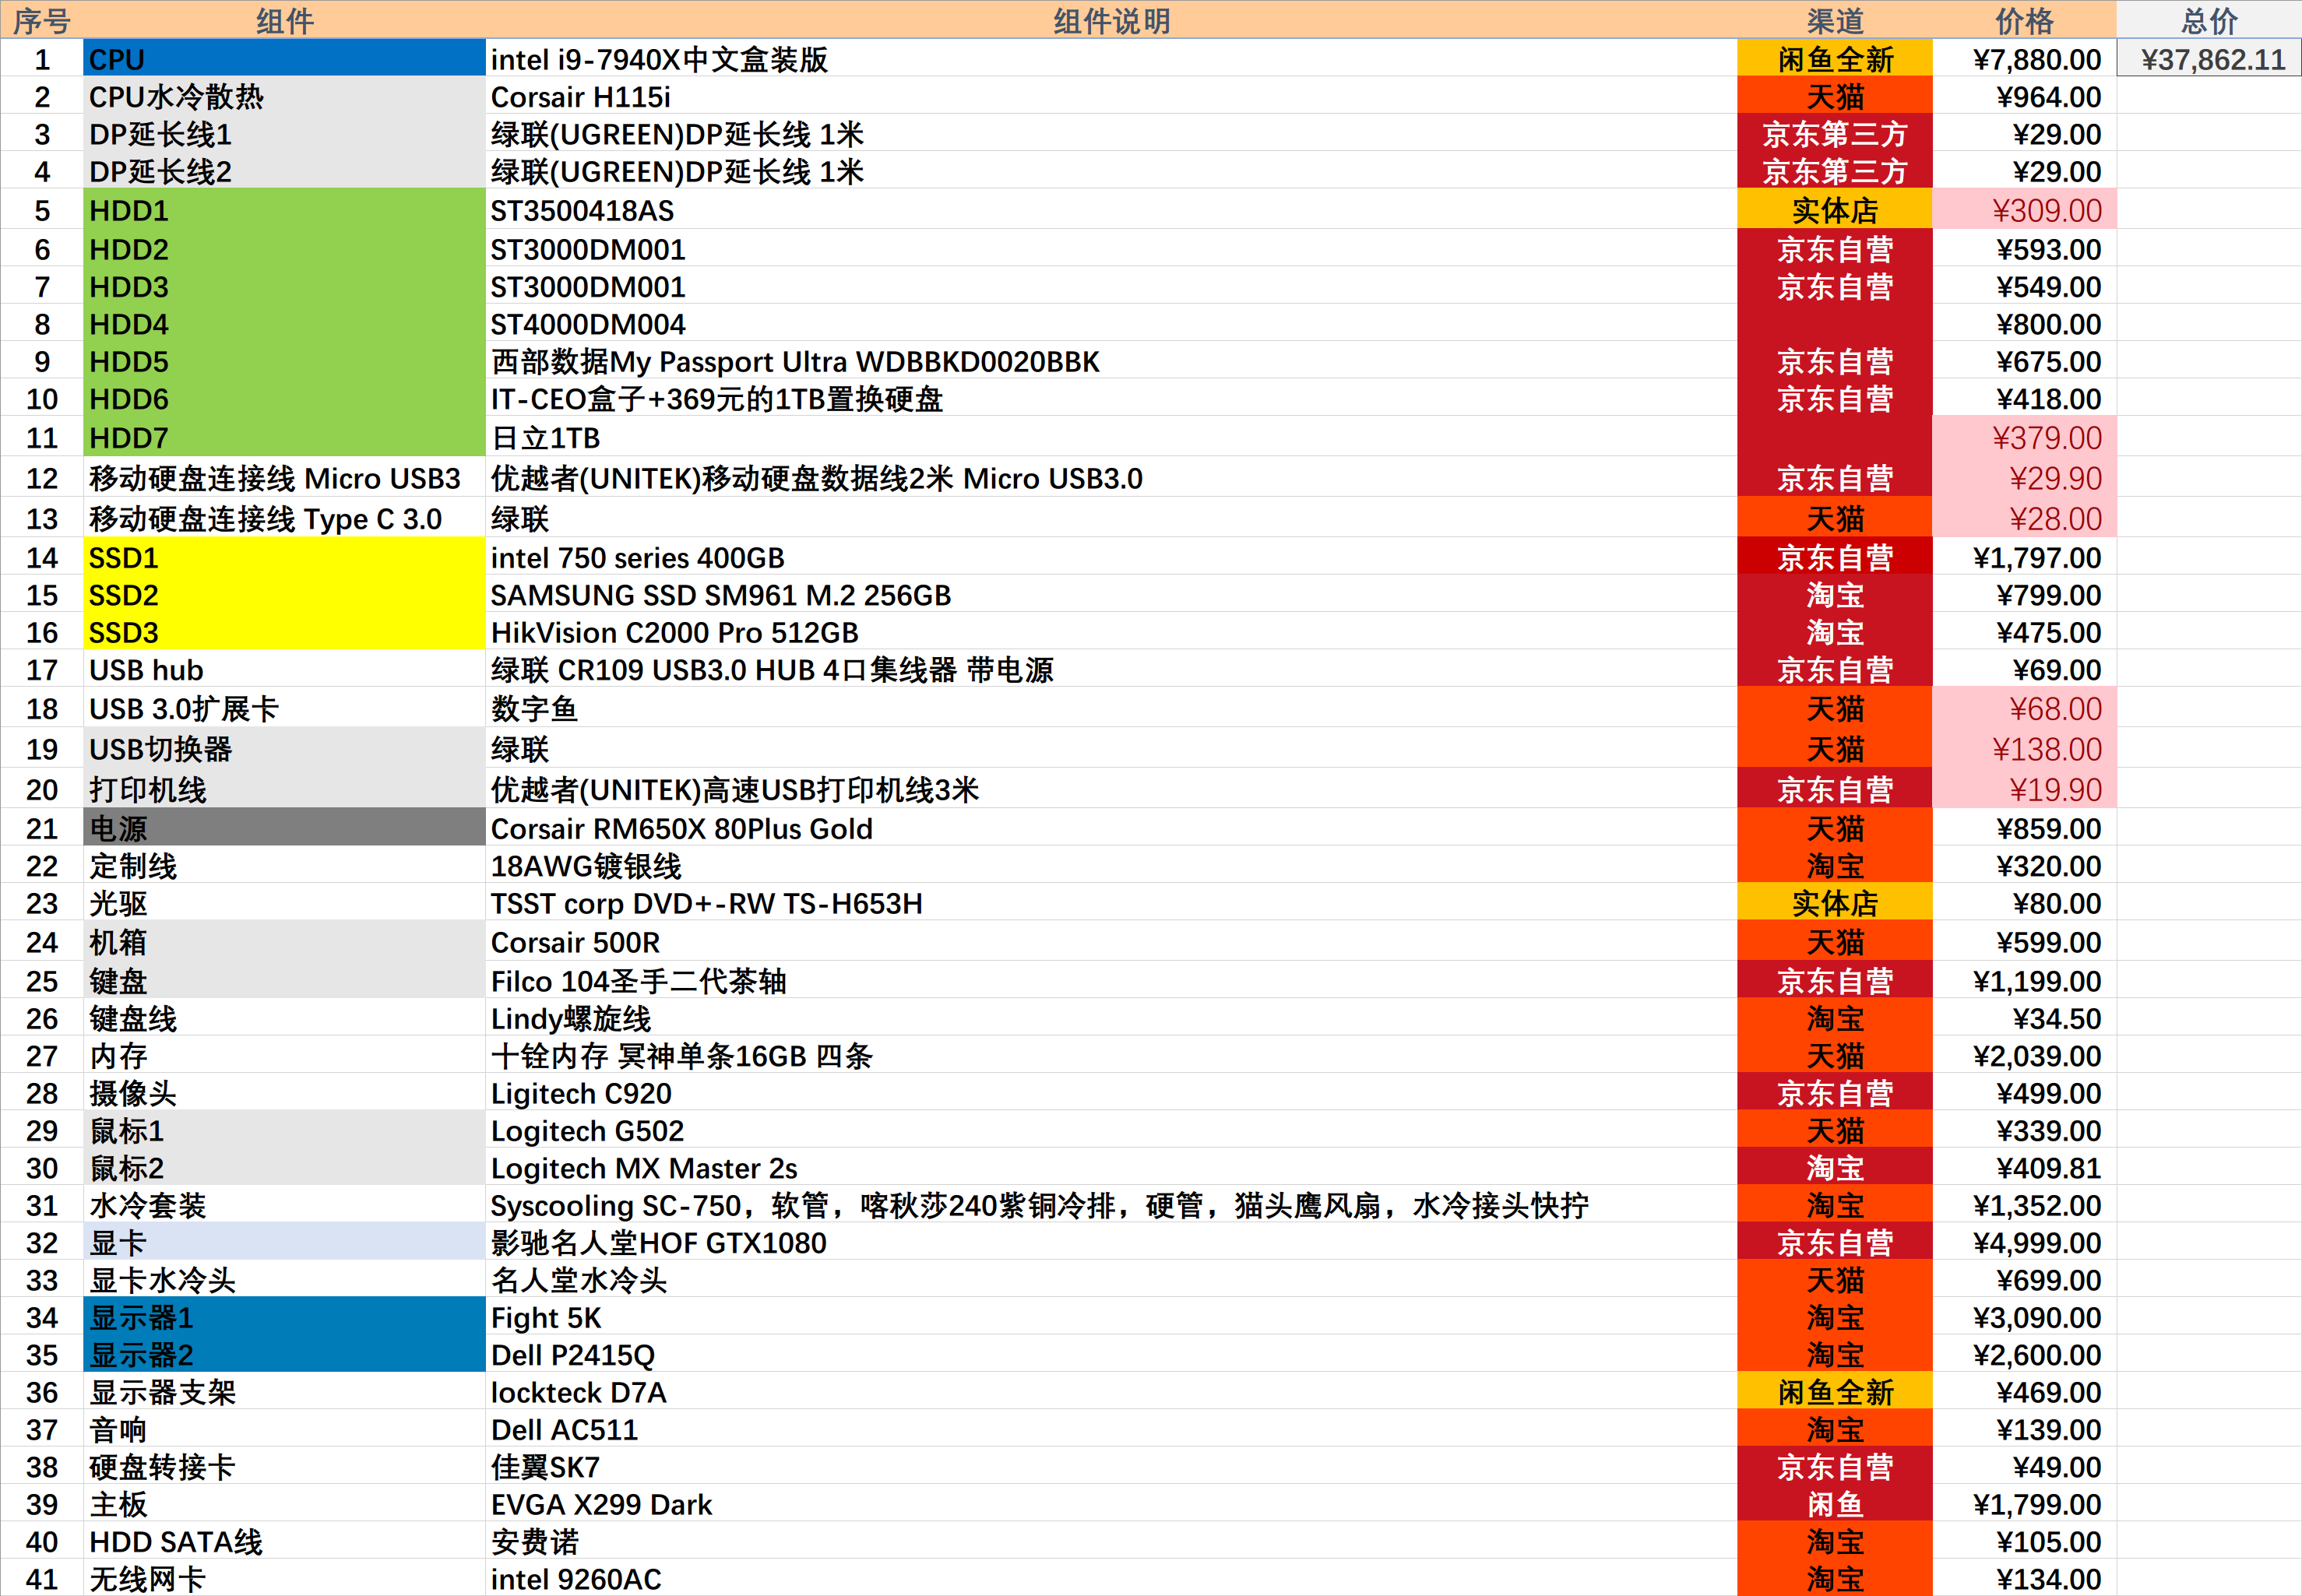 序号 组件 组件说明 渠道 价格 总价
1 CPU intel i9-7940X中文盒装版 闲鱼全新 ¥7,880.00 ¥37,862.11
2 CPU水冷散热 Corsair H115i 天猫 ¥964.00
3 DP延长线1 绿联(UGREEN)DP延长线 1米 京东第三方 ¥29.00
4 DP延长线2 绿联(UGREEN)DP延长线 1米 京东第三方 ¥29.00
5 HDD1 ST3500418AS 实体店 ¥309.00
6 HDD2 ST3000DM001 京东自营 ¥593.00
7 HDD3 ST3000DM001 京东自营 ¥549.00
8 HDD4 ST4000DM004 ¥800.00
9 HDD5 西部数据My Passport Ultra WDBBKD0020BBK 京东自营 ¥675.00
10 HDD6 IT-CEO盒子+369元的1TB置换硬盘 京东自营 ¥418.00
11 HDD7 日立1TB ¥379.00
12 移动硬盘连接线 Micro USB3 优越者(UNITEK)移动硬盘数据线2米 Micro USB3.0 京东自营 ¥29.90
13 移动硬盘连接线 Type C 3.0 绿联 天猫 ¥28.00
14 SSD1 intel 750 series 400GB 京东自营 ¥1,797.00
15 SSD2 SAMSUNG SSD SM961 M.2 256GB 淘宝 ¥799.00
16 SSD3 HikVision C2000 Pro 512GB 淘宝 ¥475.00
17 USB hub 绿联 CR109 USB3.0 HUB 4口集线器 带电源 京东自营 ¥69.00
18 USB 3.0扩展卡 数字鱼 天猫 ¥68.00
19 USB切换器 绿联 天猫 ¥138.00
20 打印机线 优越者(UNITEK)高速USB打印机线3米 京东自营 ¥19.90
21 电源 Corsair RM650X 80Plus Gold 天猫 ¥859.00
22 定制线 18AWG镀银线 淘宝 ¥320.00
23 光驱 TSST corp DVD+-RW TS-H653H 实体店 ¥80.00
24 机箱 Corsair 500R 天猫 ¥599.00
25 键盘 Filco 104圣手二代茶轴 京东自营 ¥1,199.00
26 键盘线 Lindy螺旋线 淘宝 ¥34.50
27 内存 十铨内存 冥神单条16GB 四条 天猫 ¥2,039.00
28 摄像头 Ligitech C920 京东自营 ¥499.00
29 鼠标1 Logitech G502 天猫 ¥339.00
30 鼠标2 Logitech MX Master 2s 淘宝 ¥409.81
31 水冷套装 Syscooling SC-750，软管，喀秋莎240紫铜冷排，硬管，猫头鹰风扇，水冷接头快拧 淘宝 ¥1,352.00
32 显卡 影驰名人堂HOF GTX1080 京东自营 ¥4,999.00
33 显卡水冷头 名人堂水冷头 天猫 ¥699.00
34 显示器1 Fight 5K 淘宝 ¥3,090.00
35 显示器2 Dell P2415Q 淘宝 ¥2,600.00
36 显示器支架 lockteck D7A 闲鱼全新 ¥469.00
37 音响 Dell AC511 淘宝 ¥139.00
38 硬盘转接卡 佳翼SK7 京东自营 ¥49.00
39 主板 EVGA X299 Dark 闲鱼 ¥1,799.00
40 HDD SATA线 安费诺 淘宝 ¥105.00
41 无线网卡 intel 9260AC 淘宝 ¥134.00